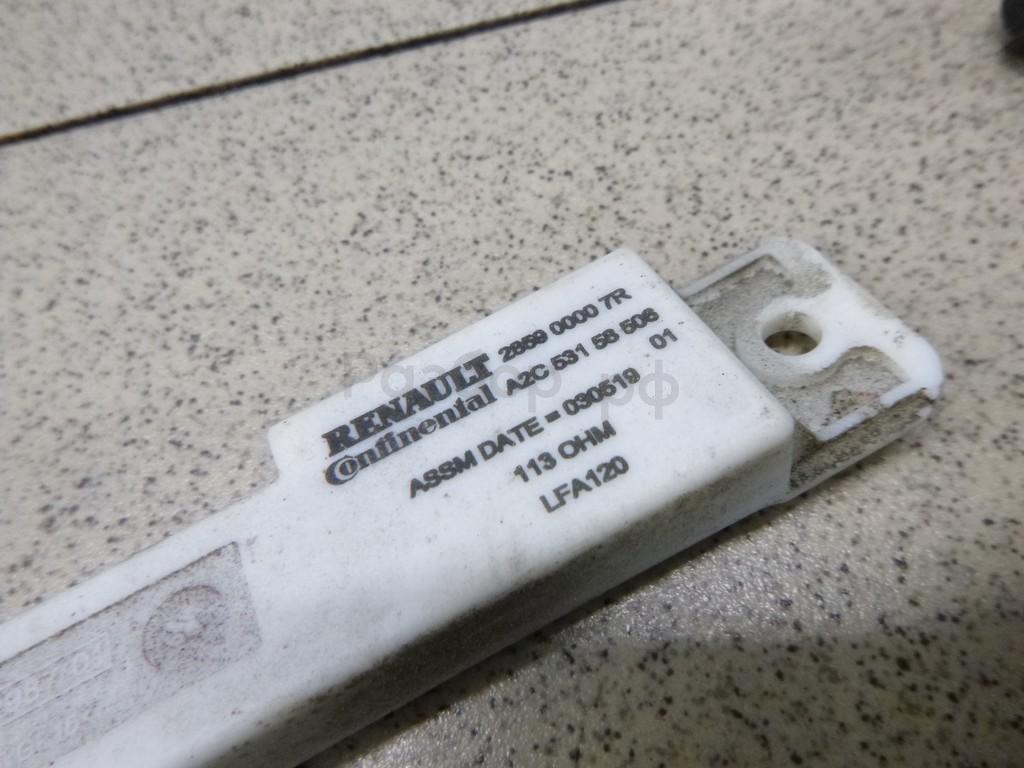 RENAULT 2859 0000 7R
Continental A2C 531 58 506
01
ASSM DATE = 030519
113 OHM
LFA120